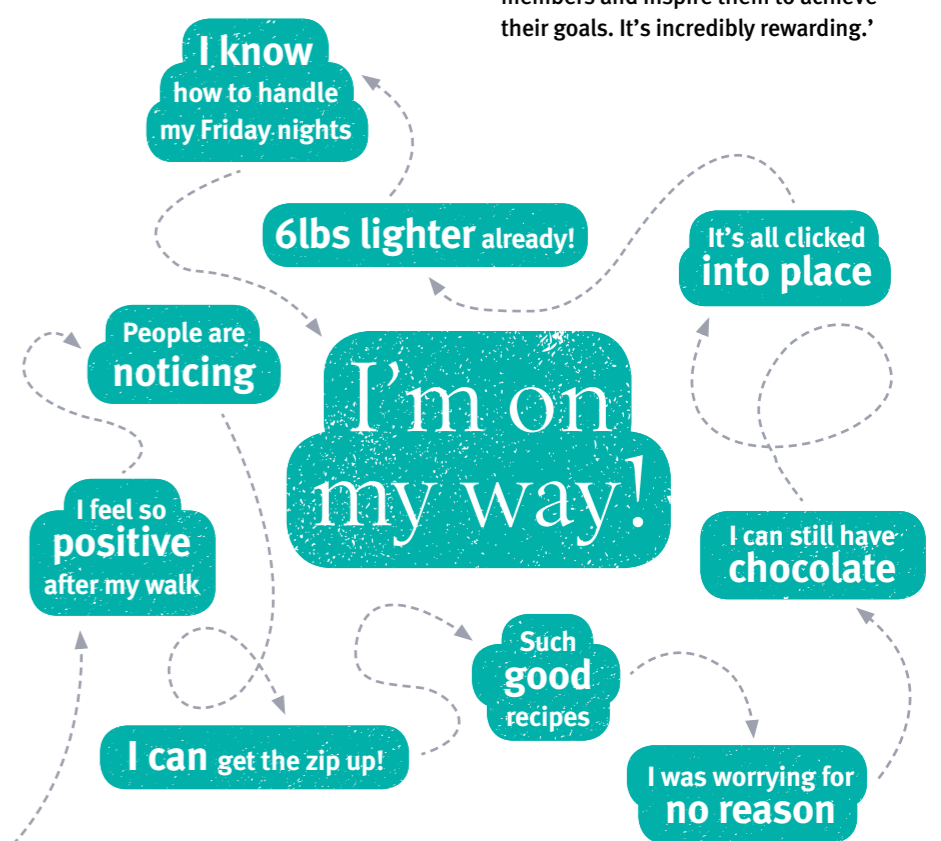 members and inspire them to achieve
their goals. It's incredibly rewarding.’
I know
how to handle
my Friday nights
6lbs lighter already!
It's all clicked
into place
People are
noticing
I’m on
my way!
I feel so
positive
after my walk
I can still have
chocolate
Such
good
recipes
I can get the zip up!
I was worrying for
no reason